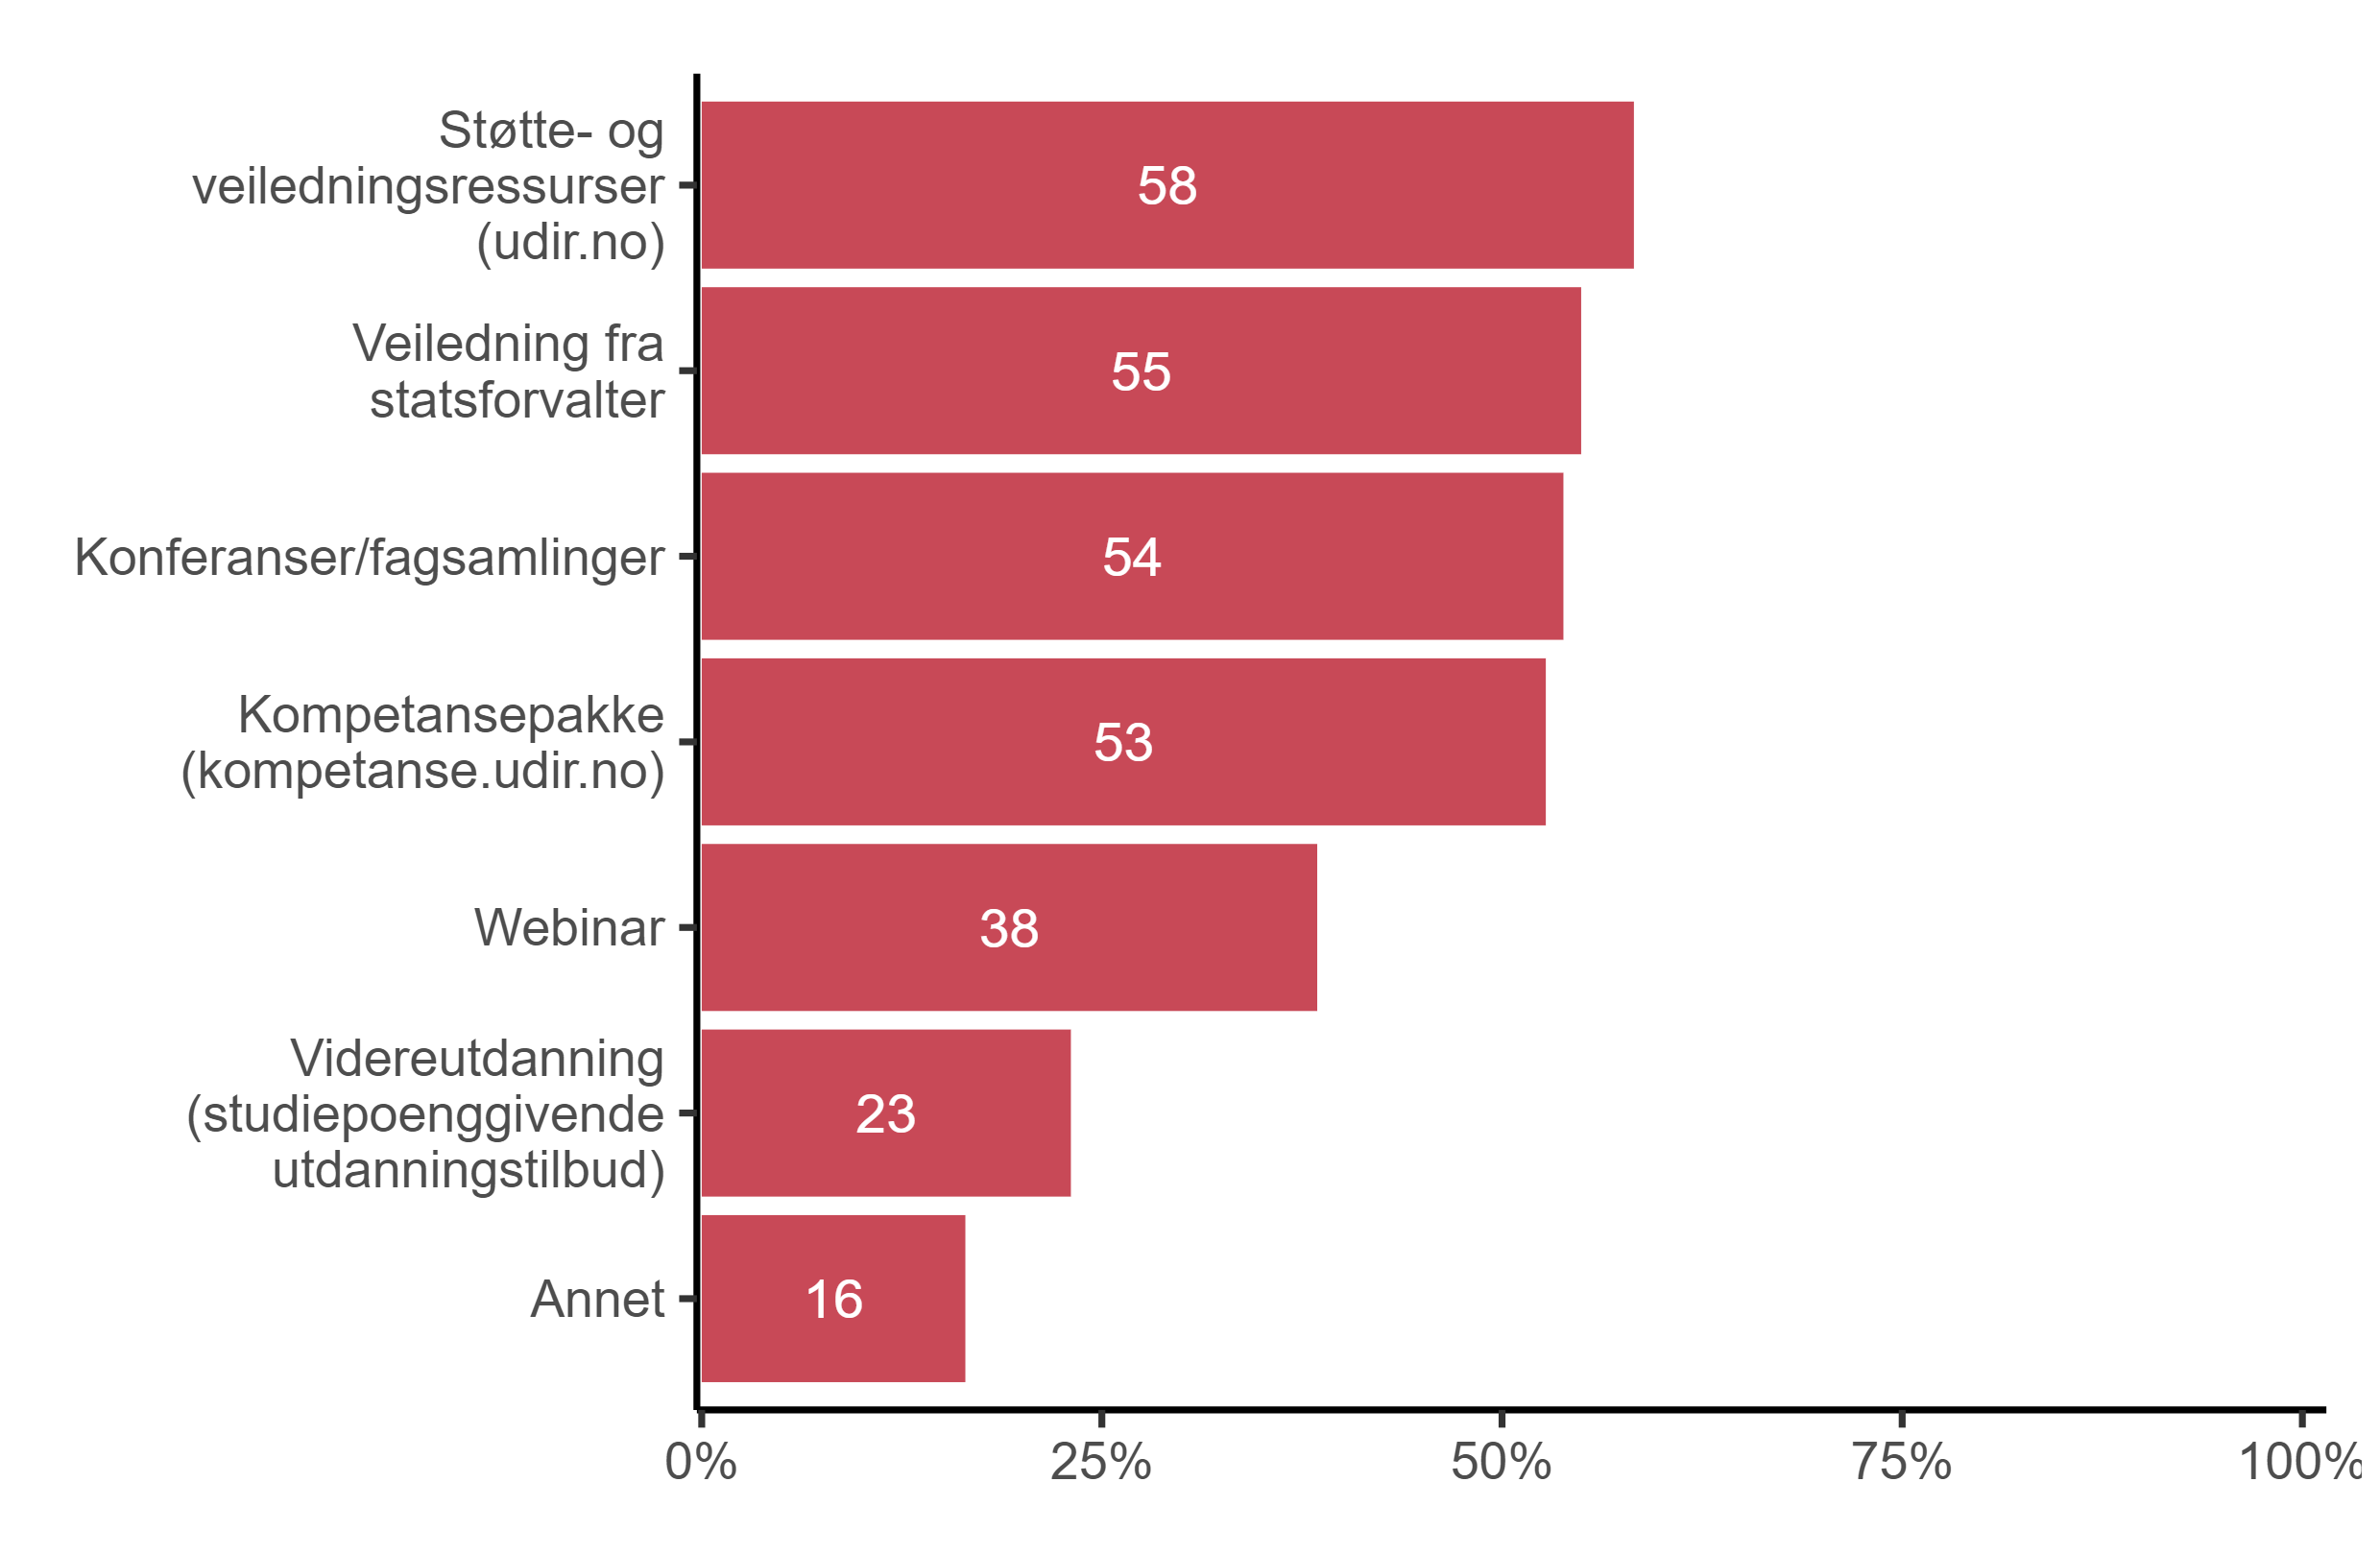 Støtte- og
veiledningsressurser
(udir.no)
58
Veiledning fra
statsforvalter
55
Konferanser/fagsamlinger
54
Kompetansepakke
(kompetanse.udir.no)
53
Webinar
38
Videreutdanning
(studiepoenggivende
utdanningstilbud)
23
Annet
16
0% 25% 50% 75% 100%